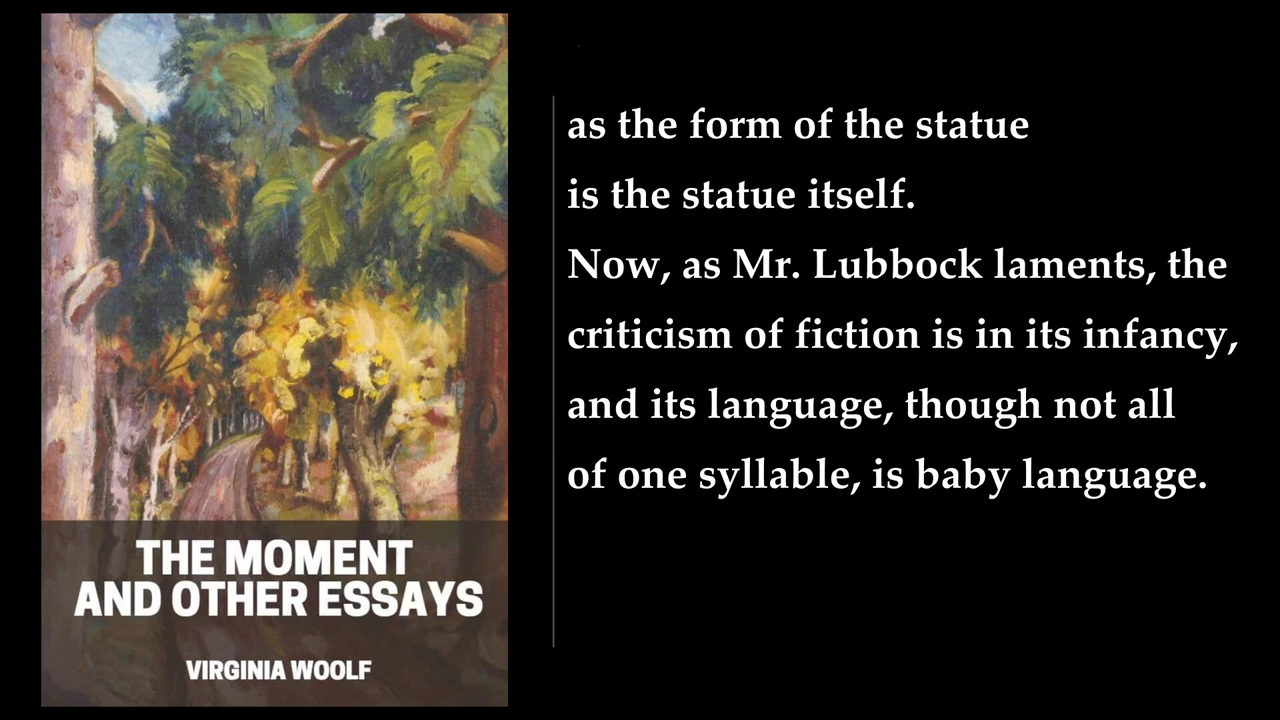 THE MOMENT
AND OTHER ESSAYS
VIRGINIA WOOLF
as the form of the statue
is the statue itself.
Now, as Mr. Lubbock laments, the
criticism of fiction is in its infancy,
and its language, though not all
of one syllable, is baby language.